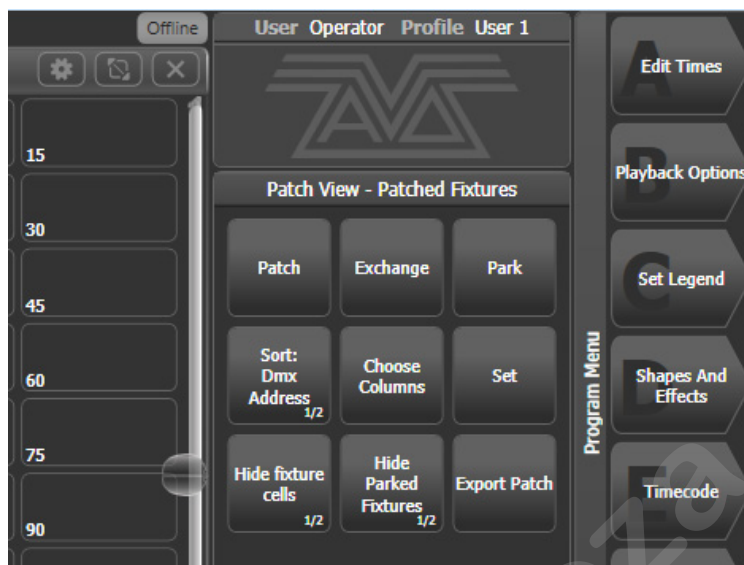 Offline
User Operator Profile User 1
AVO
15
30
45
60
75
90
Patch View - Patched Fixtures
Patch
Exchange
Park
Sort:
Dmx
Address
1/2
Choose
Columns
Set
Hide fixture
cells
1/2
Hide
Parked
Fixtures
1/2
Export Patch
Program Menu
A
Edit Times
B
Playback Options
C
Set Legend
D
Shapes And
Effects
E
Timecode